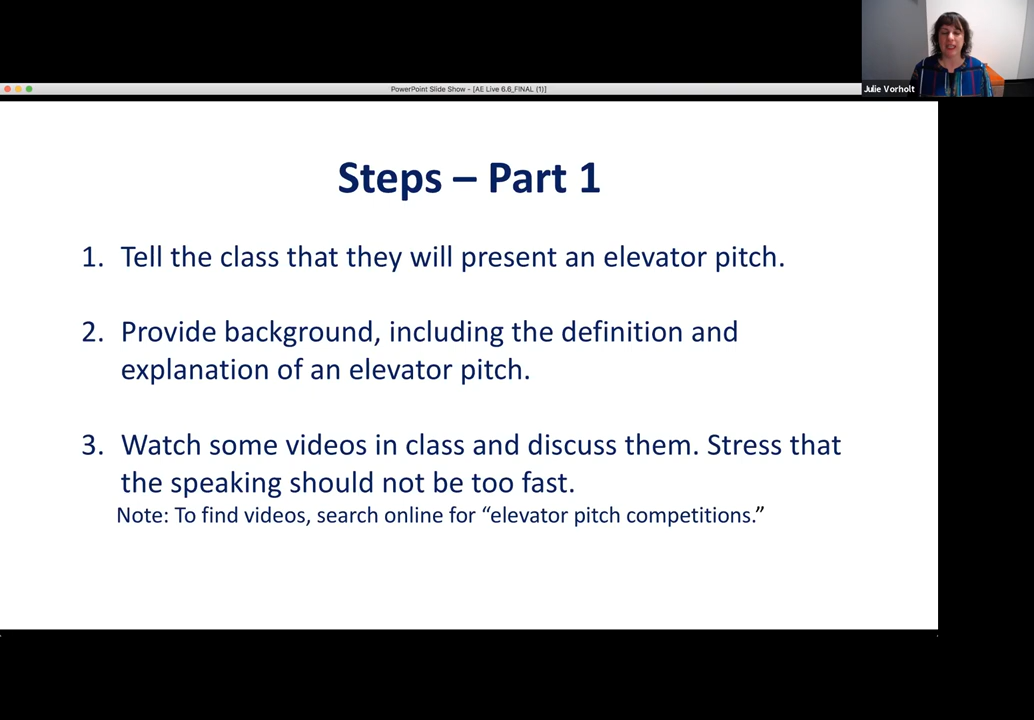 Julie Vorholt
PowerPoint Slide Show - [AE Live 6.6_FINAL (1)]
Steps – Part 1
1. Tell the class that they will present an elevator pitch.
2. Provide background, including the definition and
explanation of an elevator pitch.
3. Watch some videos in class and discuss them. Stress that
the speaking should not be too fast.
Note: To find videos, search online for “elevator pitch competitions.”